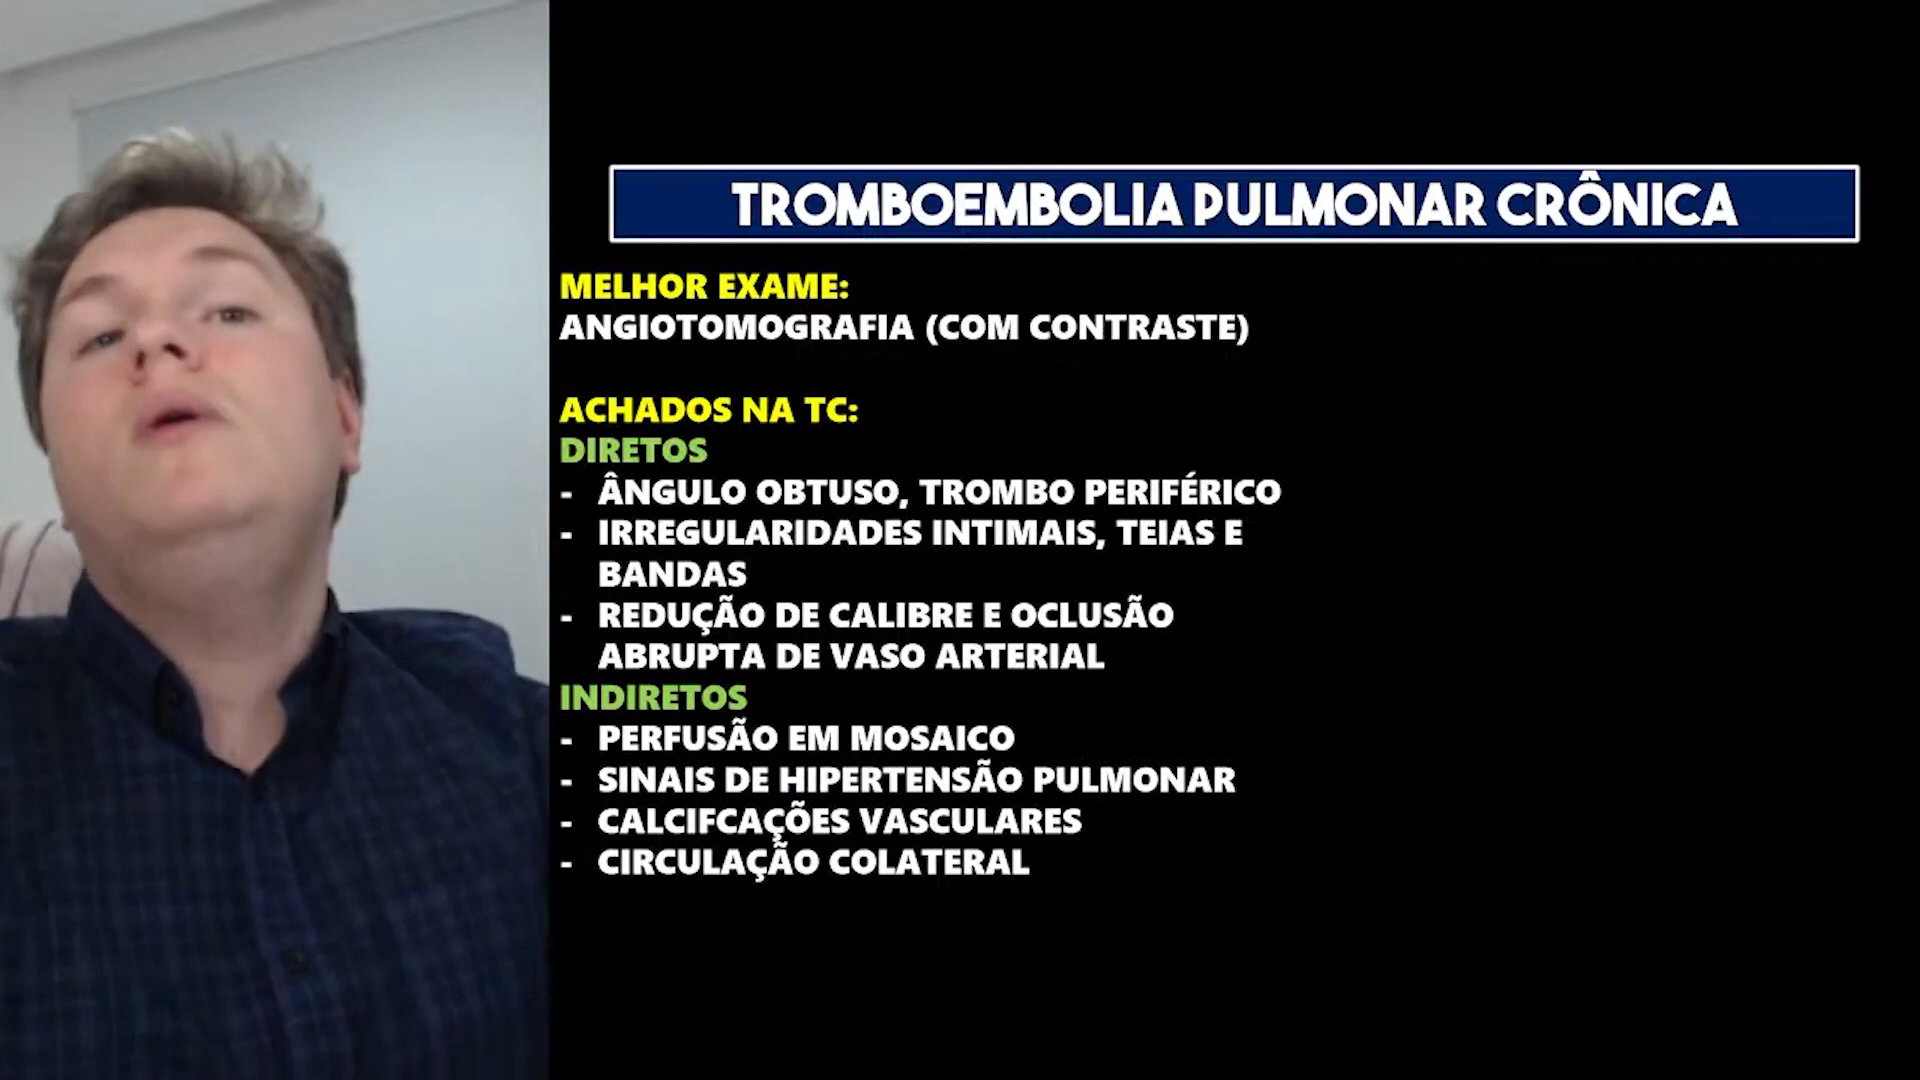 TROMBOEMBOLIA PULMONAR CRÔNICA
MELHOR EXAME:
ANGIOTOMOGRAFIA (COM CONTRASTE)
ACHADOS NA TC:
DIRETOS
- ÂNGULO OBTUSO, TROMBO PERIFÉRICO
- IRREGULARIDADES INTIMAIS, TEIAS E
BANDAS
- REDUÇÃO DE CALIBRE E OCLUSÃO
ABRUPTA DE VASO ARTERIAL
INDIRETOS
- PERFUSÃO EM MOSAICO
- SINAIS DE HIPERTENSÃO PULMONAR
- CALCIFCAÇÕES VASCULARES
- CIRCULAÇÃO COLATERAL